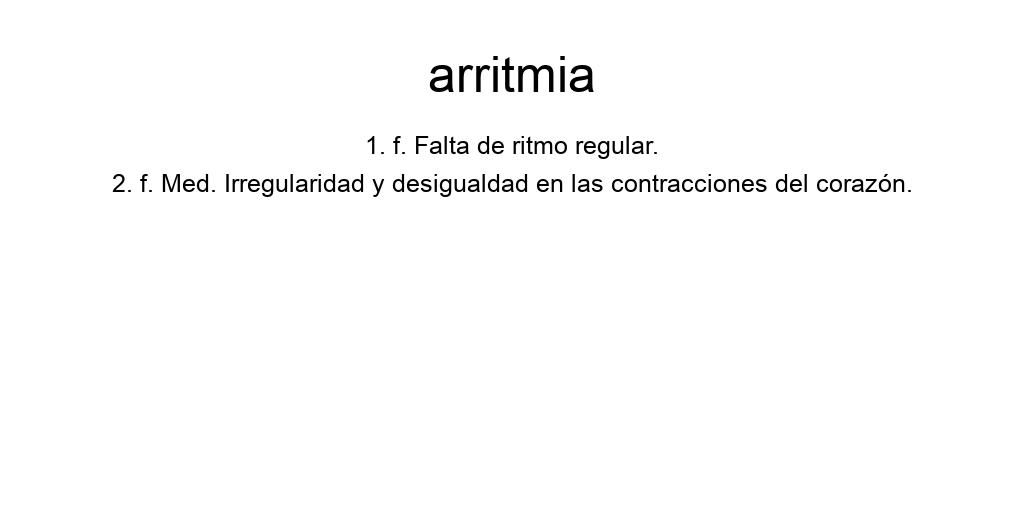 arritmia
1. f. Falta de ritmo regular.
2. f. Med. Irregularidad y desigualdad en las contracciones del corazón.